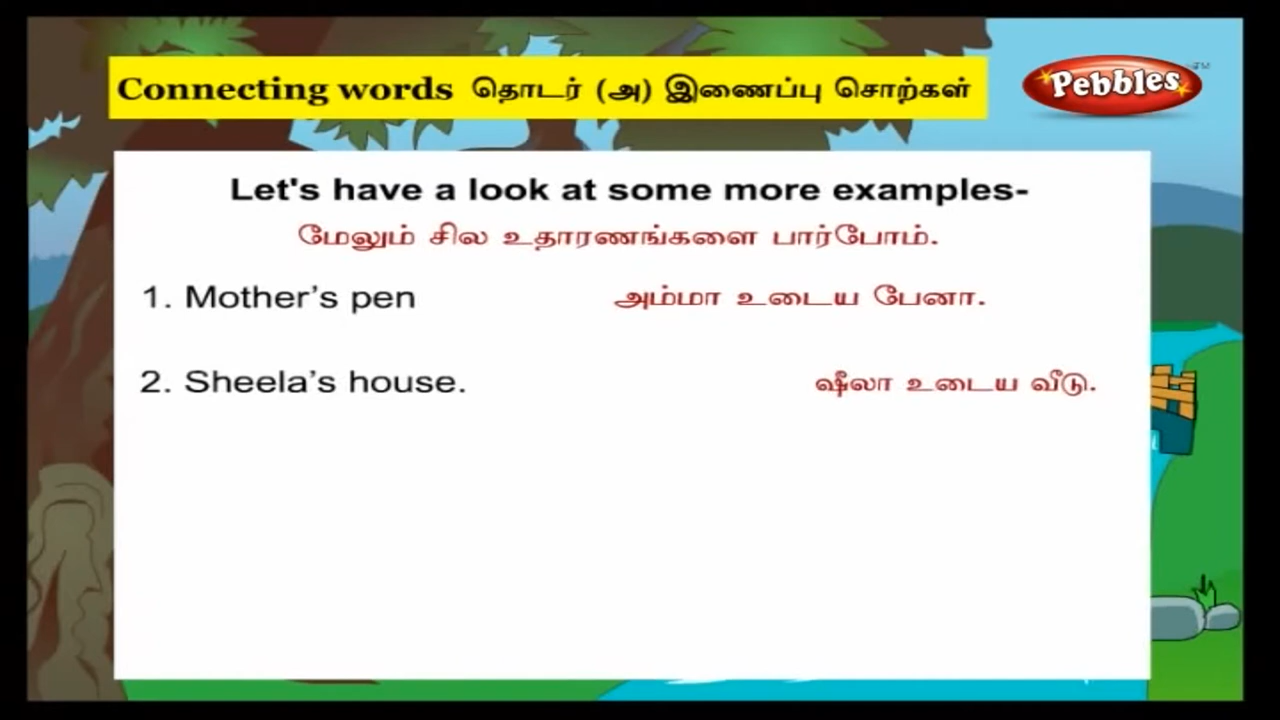 Connecting words தொடர் (அ) இணைப்பு சொற்கள்
Pebbles
Let's have a look at some more examples-
மேலும் சில உதாரணங்களை பார்போம்.
1. Mother’s pen அம்மா உடைய பேனா.
2. Sheela’s house. ஷீலா உடைய வீடு.